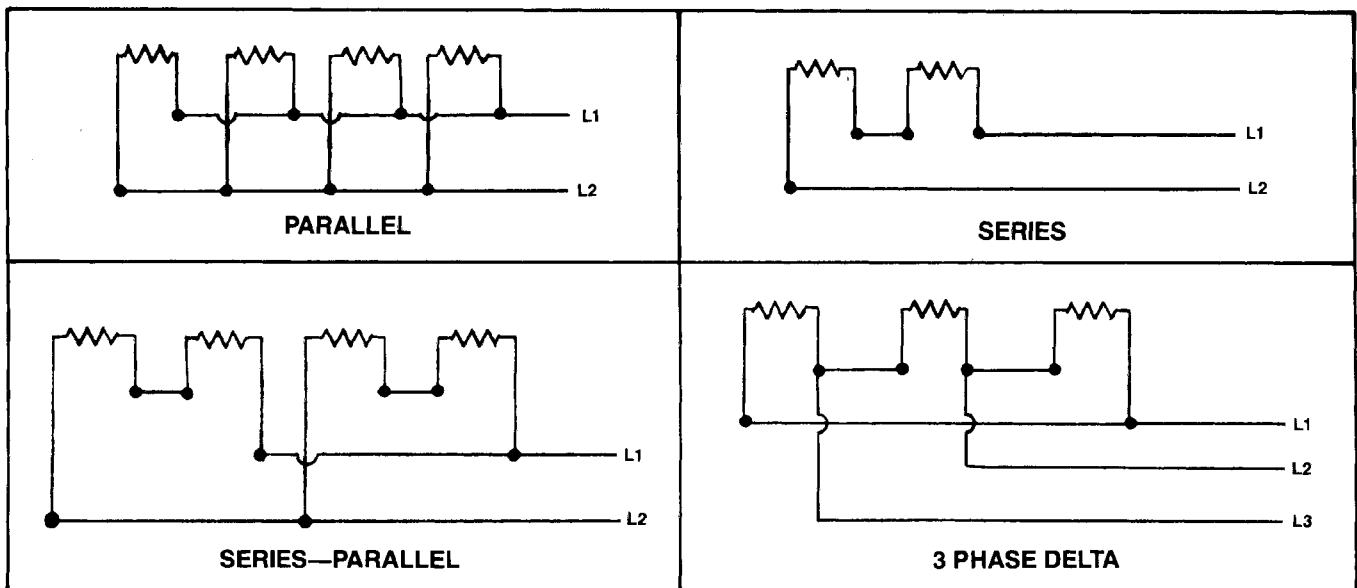 L1
L2
PARALLEL
L1
L2
SERIES
L1
L2
SERIES—PARALLEL
L1
L2
L3
3 PHASE DELTA